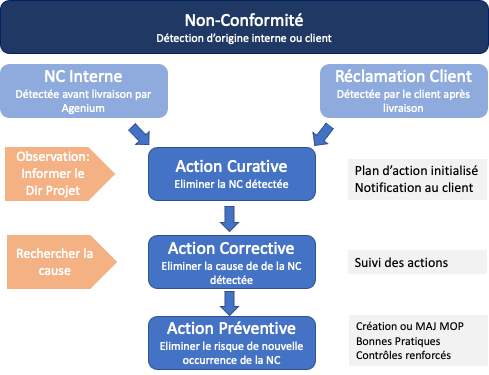 Non-Conformité
Détection d'origine interne ou client
NC Interne
Détectée avant livraison par
Agenium
Réclamation Client
Détectée par le client après
livraison
Observation:
Informer le
Dir Projet
Action Curative
Eliminer la NC détectée
Plan d'action initialisé
Notification au client
Rechercher la
cause
Action Corrective
Eliminer la cause de de la NC
détectée
Suivi des actions
Action Préventive
Eliminer le risque de nouvelle
occurrence de la NC
Création ou MAJ MOP
Bonnes Pratiques
Contrôles renforcés